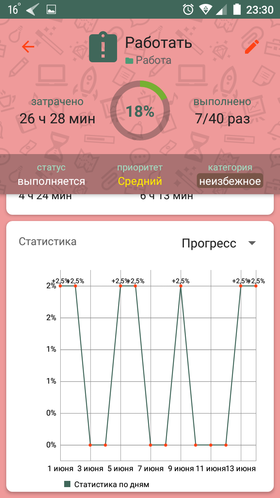 16° 23:30
Работать
Работа
затрачено
26 ч 28 мин
18%
выполнено
7/40 раз
статус
выполняется
приоритет
Средний
категория
неизбежное
4 ч 24 мин 6 ч 13 мин
Статистика Прогресс
+2,5% +2,5% +2,5% +2,5% +2,5% +2,5% +2,5%
2%
2%
1%
0%
0%
1 июня 3 июня 5 июня 7 июня 9 июня 11 июня 13 июня
Статистика по дням